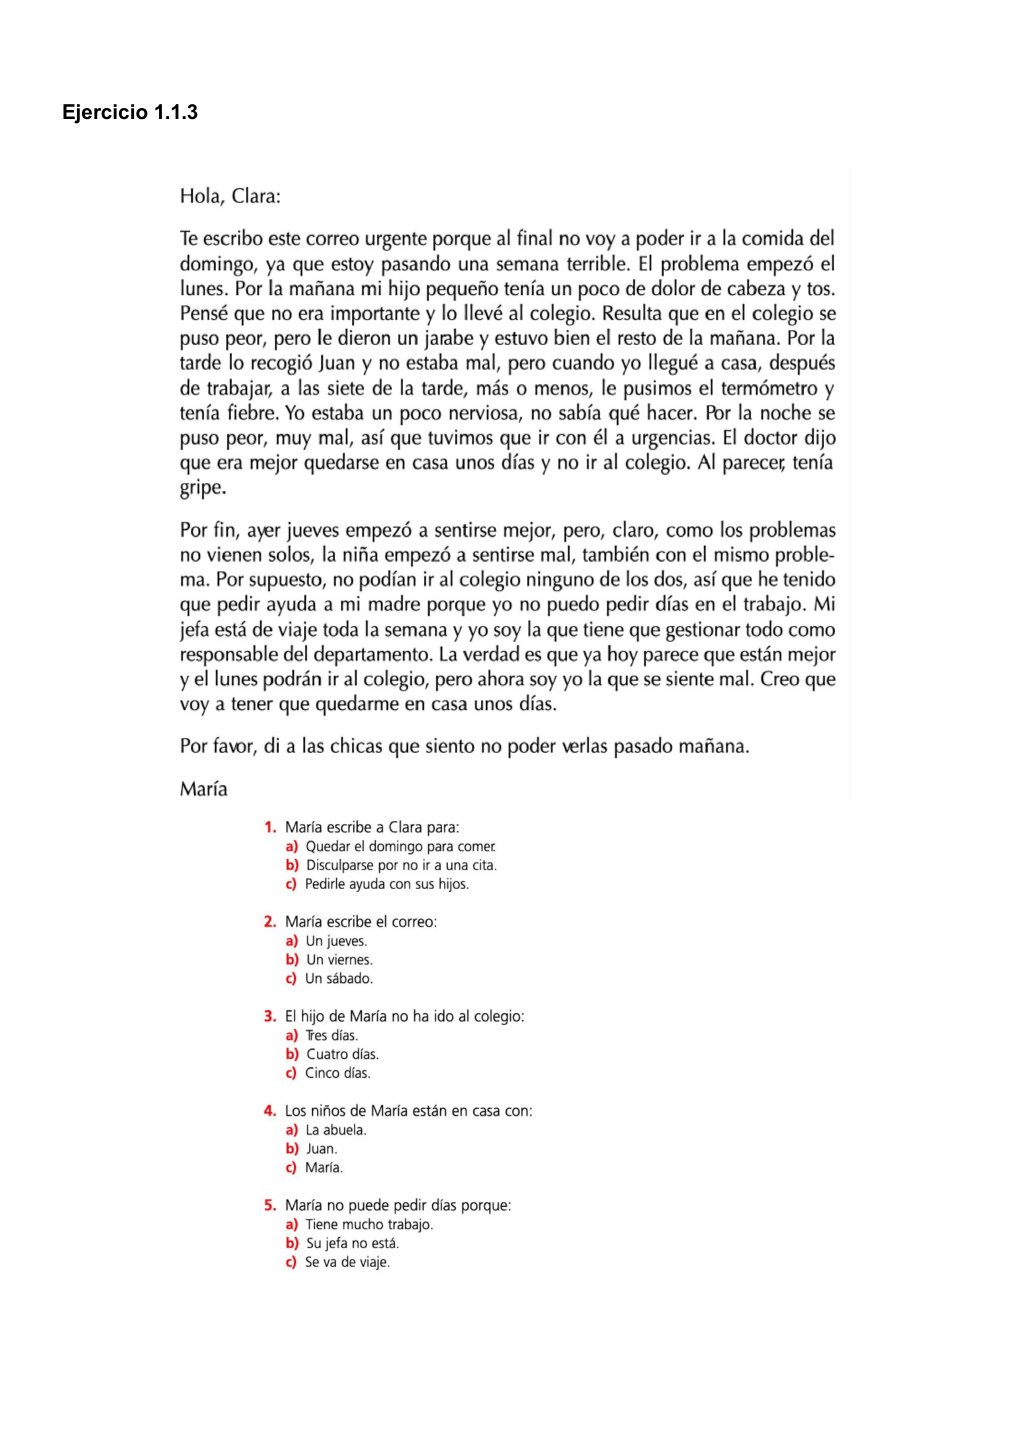 Ejercicio 1.1.3
Hola, Clara:
Te escribo este correo urgente porque al final no voy a poder ir a la comida del
domingo, ya que estoy pasando una semana terrible. El problema empezó el
lunes. Por la mañana mi hijo pequeño tenía un poco de dolor de cabeza y tos.
Pensé que no era importante y lo llevé al colegio. Resulta que en el colegio se
puso peor, pero le dieron un jarabe y estuvo bien el resto de la mañana. Por la
tarde lo recogió Juan y no estaba mal, pero cuando yo llegué a casa, después
de trabajar, a las siete de la tarde, más o menos, le pusimos el termómetro y
tenía fiebre. Yo estaba un poco nerviosa, no sabía qué hacer. Por la noche se
puso peor, muy mal, así que tuvimos que ir con él a urgencias. El doctor dijo
que era mejor quedarse en casa unos días y no ir al colegio. Al parecer, tenía
gripe.
Por fin, ayer jueves empezó a sentirse mejor, pero, claro, como los problemas
no vienen solos, la niña empezó a sentirse mal, también con el mismo proble-
ma. Por supuesto, no podían ir al colegio ninguno de los dos, así que he tenido
que pedir ayuda a mi madre porque yo no puedo pedir días en el trabajo. Mi
jefa está de viaje toda la semana y yo soy la que tiene que gestionar todo como
responsable del departamento. La verdad es que ya hoy parece que están mejor
y el lunes podrán ir al colegio, pero ahora soy yo la que se siente mal. Creo que
voy a tener que quedarme en casa unos días.
Por favor, di a las chicas que siento no poder verlas pasado mañana.
María
1. María escribe a Clara para:
a) Quedar el domingo para comer.
b) Disculparse por no ir a una cita.
c) Pedirle ayuda con sus hijos.
2. María escribe el correo:
a) Un jueves.
b) Un viernes.
c) Un sábado.
3. El hijo de María no ha ido al colegio:
a) Tres días.
b) Cuatro días.
c) Cinco días.
4. Los niños de María están en casa con:
a) La abuela.
b) Juan.
c) María.
5. María no puede pedir días porque:
a) Tiene mucho trabajo.
b) Su jefa no está.
c) Se va de viaje.